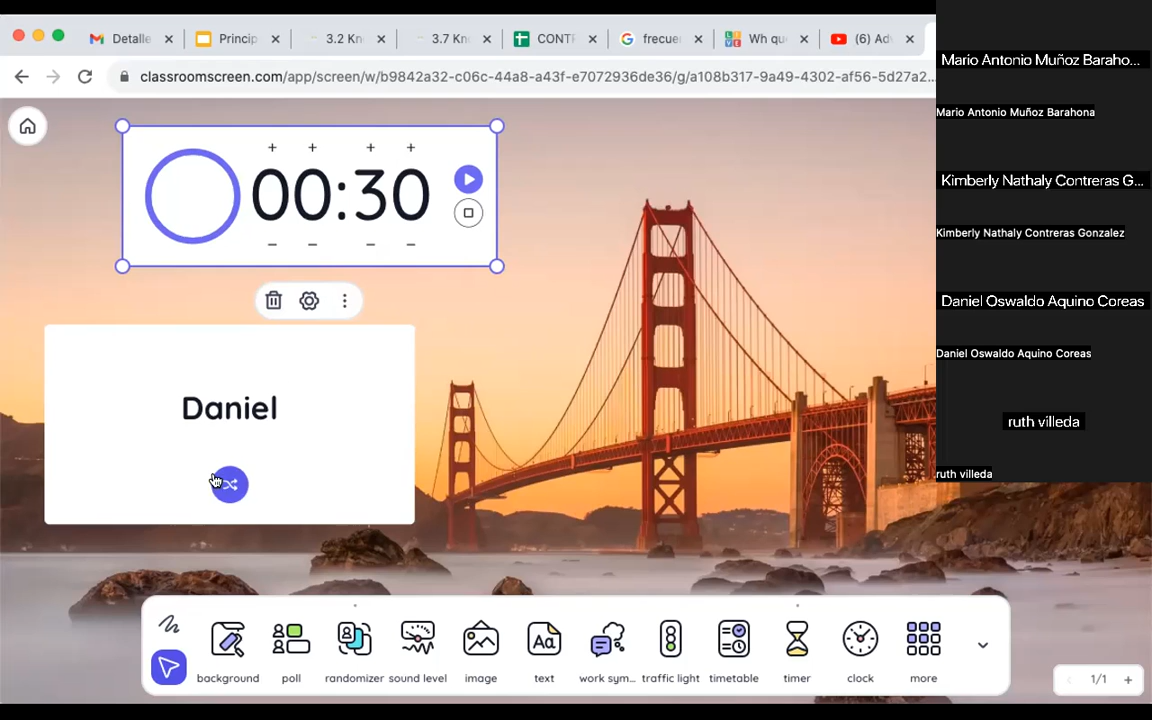 Detalle
Princip
3.2 Kn
3.7 Kn
CONTR
frecue
Wh qu
(6) Adv
classroomscreen.com/app/screen/w/b9842a32-c06c-44a8-a43f-e7072936de36/g/a108b317-9a49-4302-af56-5d27a2...
Mario Antonio Muñoz Baraho...
Mario Antonio Muñoz Barahona
Kimberly Nathaly Contreras G...
Kimberly Nathaly Contreras Gonzalez
Daniel Oswaldo Aquino Coreas
Daniel Oswaldo Aquino Coreas
ruth villeda
ruth villeda
+ + + +
00:30
− − − −
Daniel
Aa
background
poll
randomizer
sound level
image
text
work sym...
traffic light
timetable
timer
clock
more
1/1 +